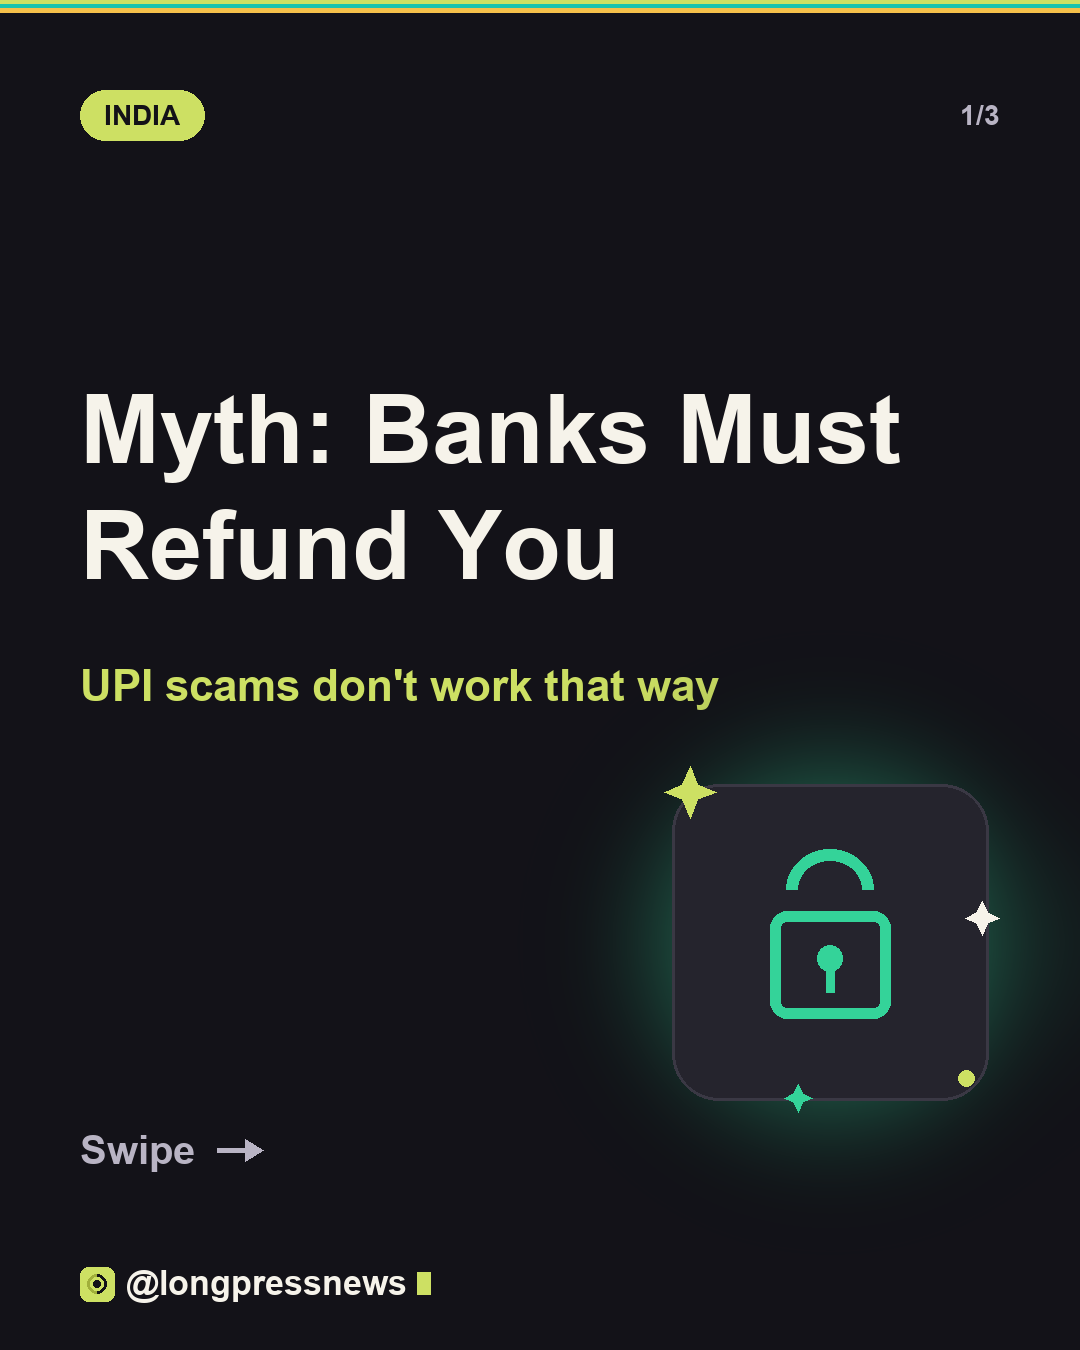 INDIA
1/3
Myth: Banks Must
Refund You
UPI scams don't work that way
Swipe
@longpressnews